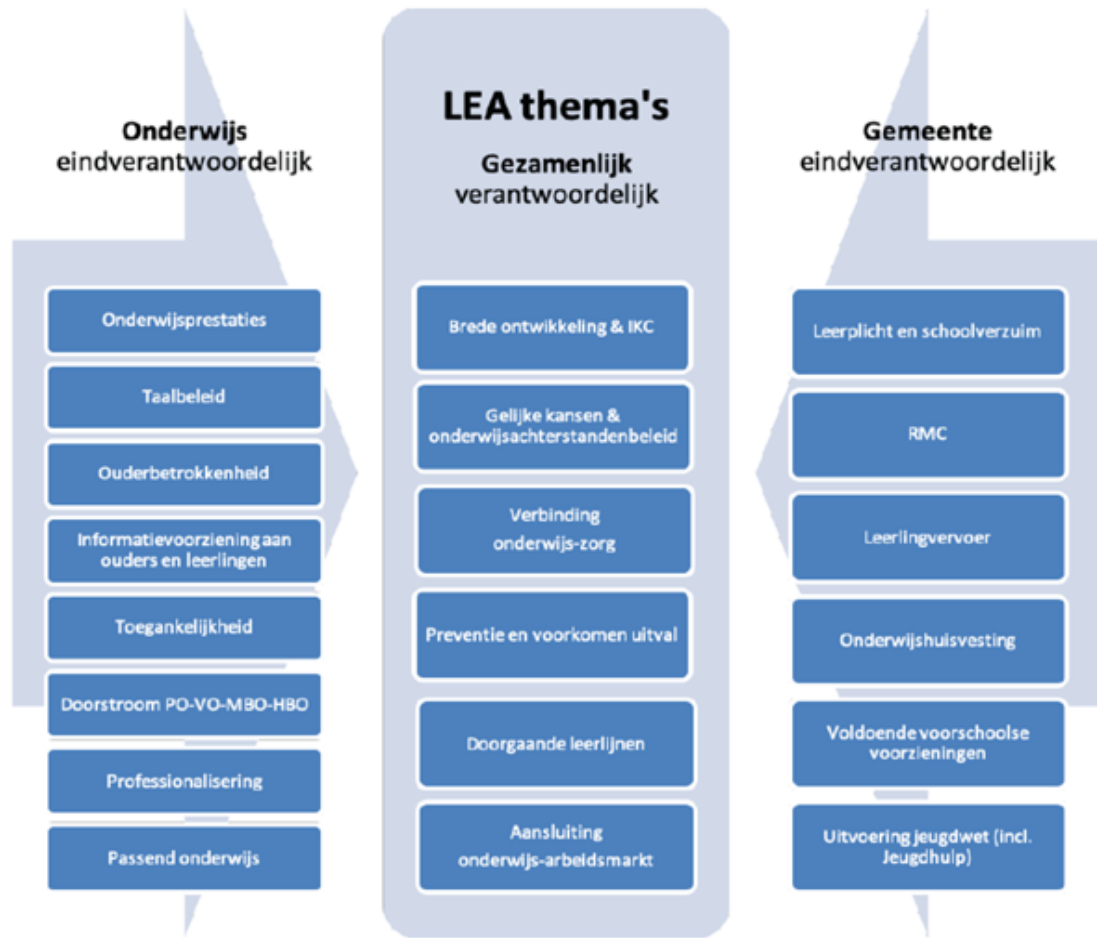 Onderwijs
eindverantwoordelijk
Onderwijsprestaties
Taalbeleid
Ouderbetrokkenheid
Informatievoorziening aan
ouders en leerlingen
Toegankelijkheid
Doorstroom PO-VO-MBO-HBO
Professionalisering
Passend onderwijs
LEA thema's
Gezamenlijk
verantwoordelijk
Brede ontwikkeling & IKC
Gelijke kansen &
onderwijsachterstandenbeleid
Verbinding
onderwijs-zorg
Preventie en voorkomen uitval
Doorgaande leerlijnen
Aansluiting
onderwijs-arbeidsmarkt
Gemeente
eindverantwoordelijk
Leerplicht en schoolverzuim
RMC
Leerlingvervoer
Onderwijshuisvesting
Voldoende voorschoolse
voorzieningen
Uitvoering jeugdwet (incl.
Jeugdhulp)